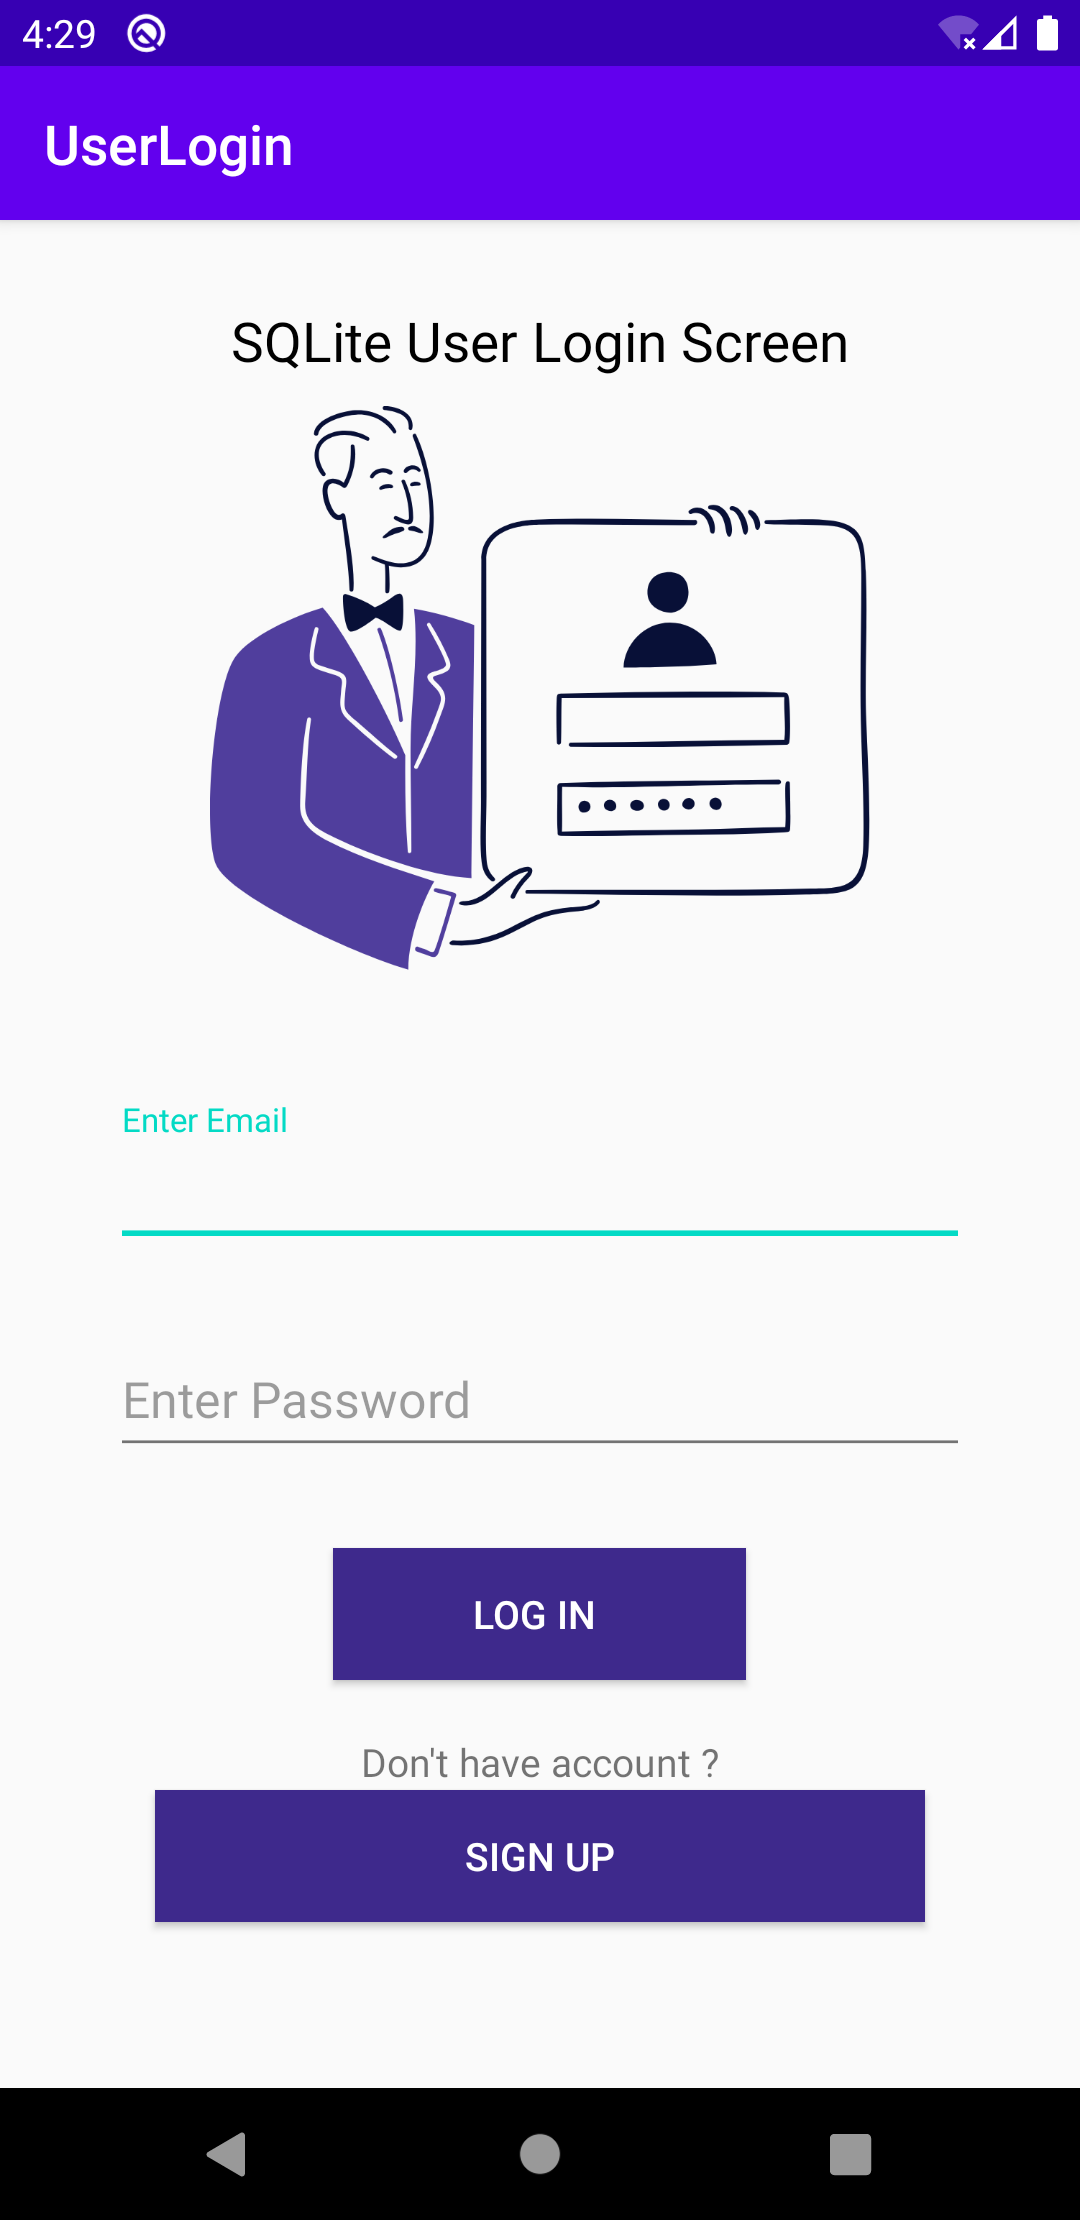 4:29
UserLogin
SQLite User Login Screen
Enter Email
Enter Password
LOG IN
Don't have account ?
SIGN UP